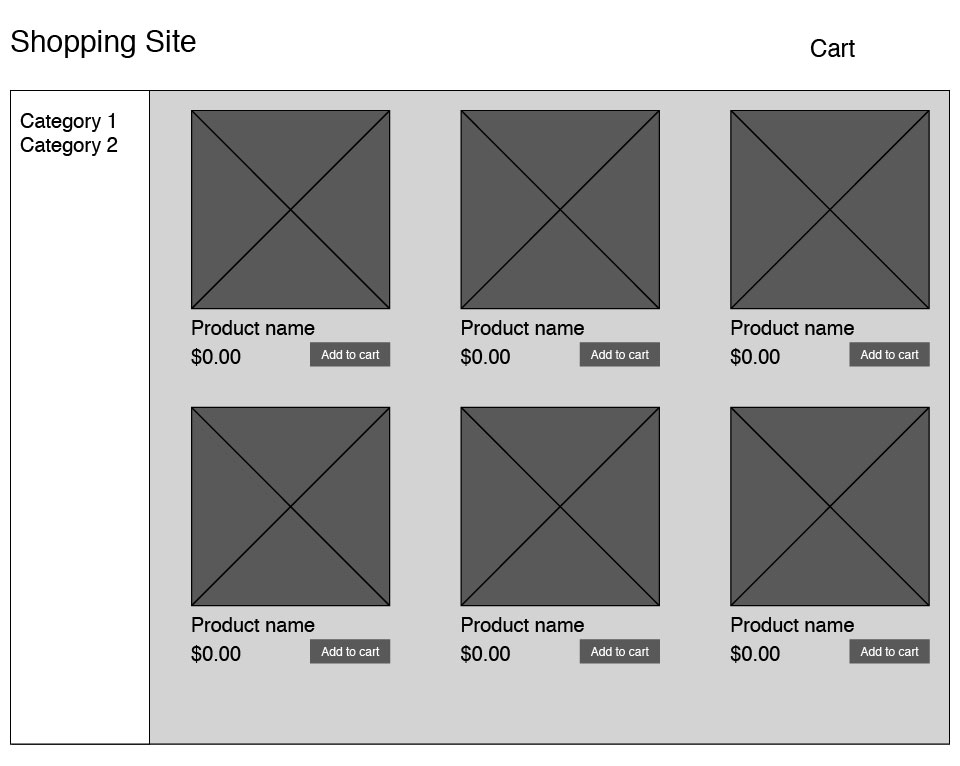 Shopping Site
Cart
Category 1
Category 2
Product name
$0.00
Add to cart
Product name
$0.00
Add to cart
Product name
$0.00
Add to cart
Product name
$0.00
Add to cart
Product name
$0.00
Add to cart
Product name
$0.00
Add to cart